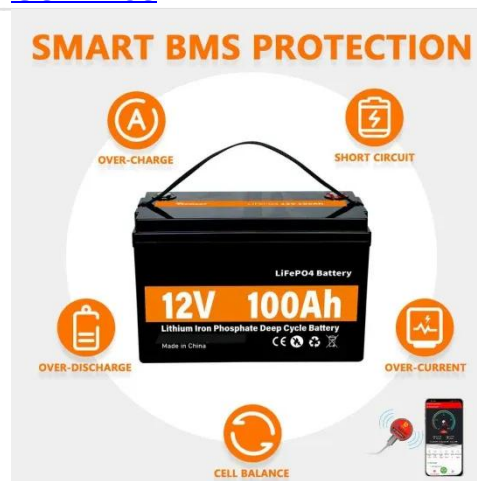 SMART BMS PROTECTION
A
OVER-CHARGE
SHORT CIRCUIT
LiFePO4 Battery
12V 100Ah
Lithium Iron Phosphate Deep Cycle Battery
Made in China
CE
OVER-DISCHARGE
OVER-CURRENT
CELL BALANCE